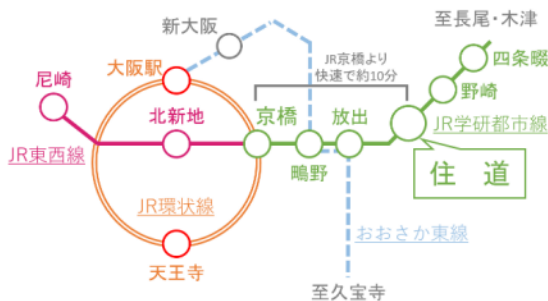 至長尾・木津
新大阪
大阪駅
JR京橋より
快速で約10分
四条畷
尼崎
北新地
京橋
放出
野崎
JR学研都市線
JR東西線
鴫野
住道
JR環状線
おおさか東線
天王寺
至久宝寺